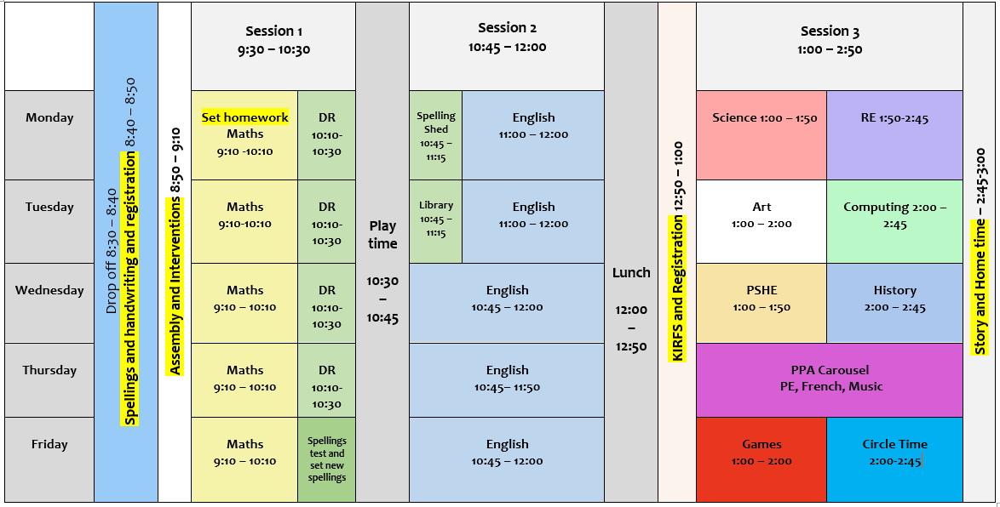 Session 1
9:30 – 10:30
Session 2
10:45 – 12:00
Session 3
1:00 – 2:50
Drop off 8:30 – 8:40
Spellings and handwriting and registration 8:40 – 8:50
Assembly and Interventions 8:50 – 9:10
Play
time
10:30
–
10:45
Lunch
12:00
–
12:50
KIRFS and Registration 12:50 – 1:00
Story and Home time – 2:45-3:00
Monday
Set homework
Maths
9:10 -10:10
DR
10:10-
10:30
Spelling
Shed
10:45 –
11:15
English
11:00 – 12:00
Science 1:00 – 1:50
RE 1:50-2:45
Tuesday
Maths
9:10-10:10
DR
10:10-
10:30
Library
10:45 –
11:15
English
11:00 – 12:00
Art
1:00 – 2:00
Computing 2:00 –
2:45
Wednesday
Maths
9:10 – 10:10
DR
10:10-
10:30
English
10:45 – 12:00
PSHE
1:00 – 1:50
History
2:00 – 2:45
Thursday
Maths
9:10 – 10:10
DR
10:10-
10:30
English
10:45– 11:50
PPA Carousel
PE, French, Music
Friday
Maths
9:10 – 10:10
Spellings
test and
set new
spellings
English
10:45 – 12:00
Games
1:00 – 2:00
Circle Time
2:00-2:45